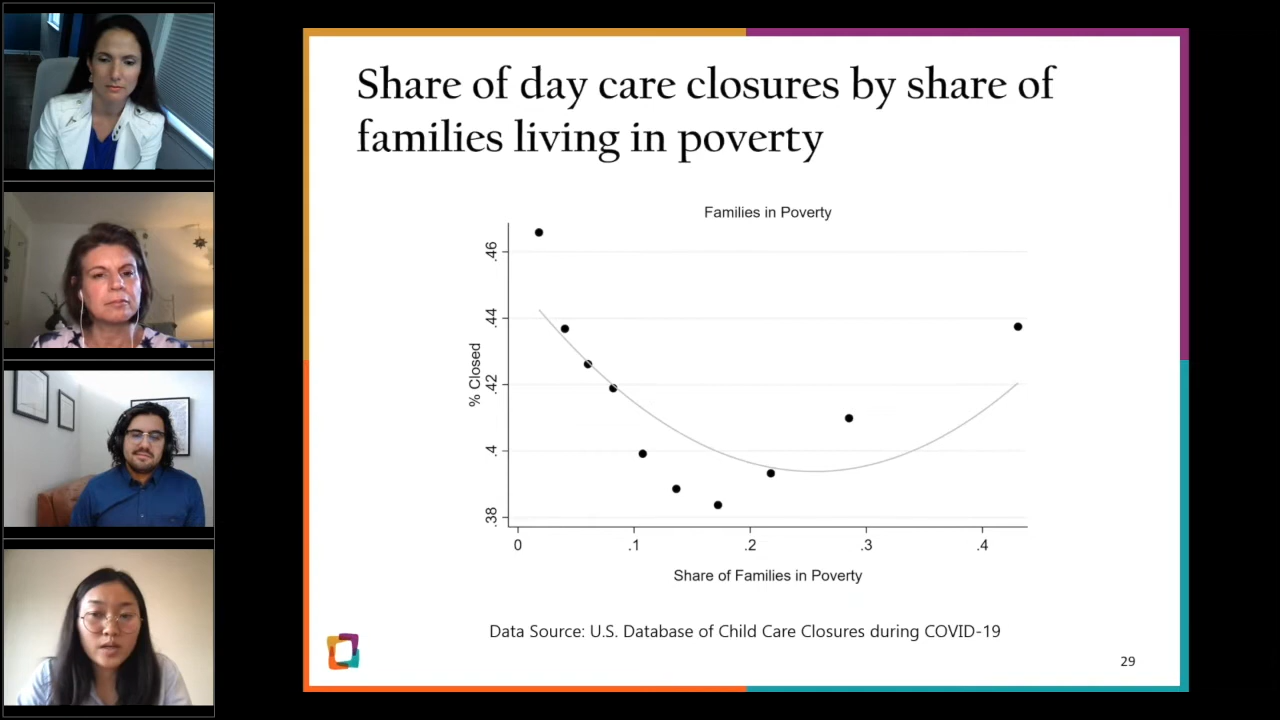 Share of day care closures by share of
families living in poverty
Families in Poverty
% Closed
.46
.44
.42
.4
.38
0 .1 .2 .3 .4
Share of Families in Poverty
Data Source: U.S. Database of Child Care Closures during COVID-19
29